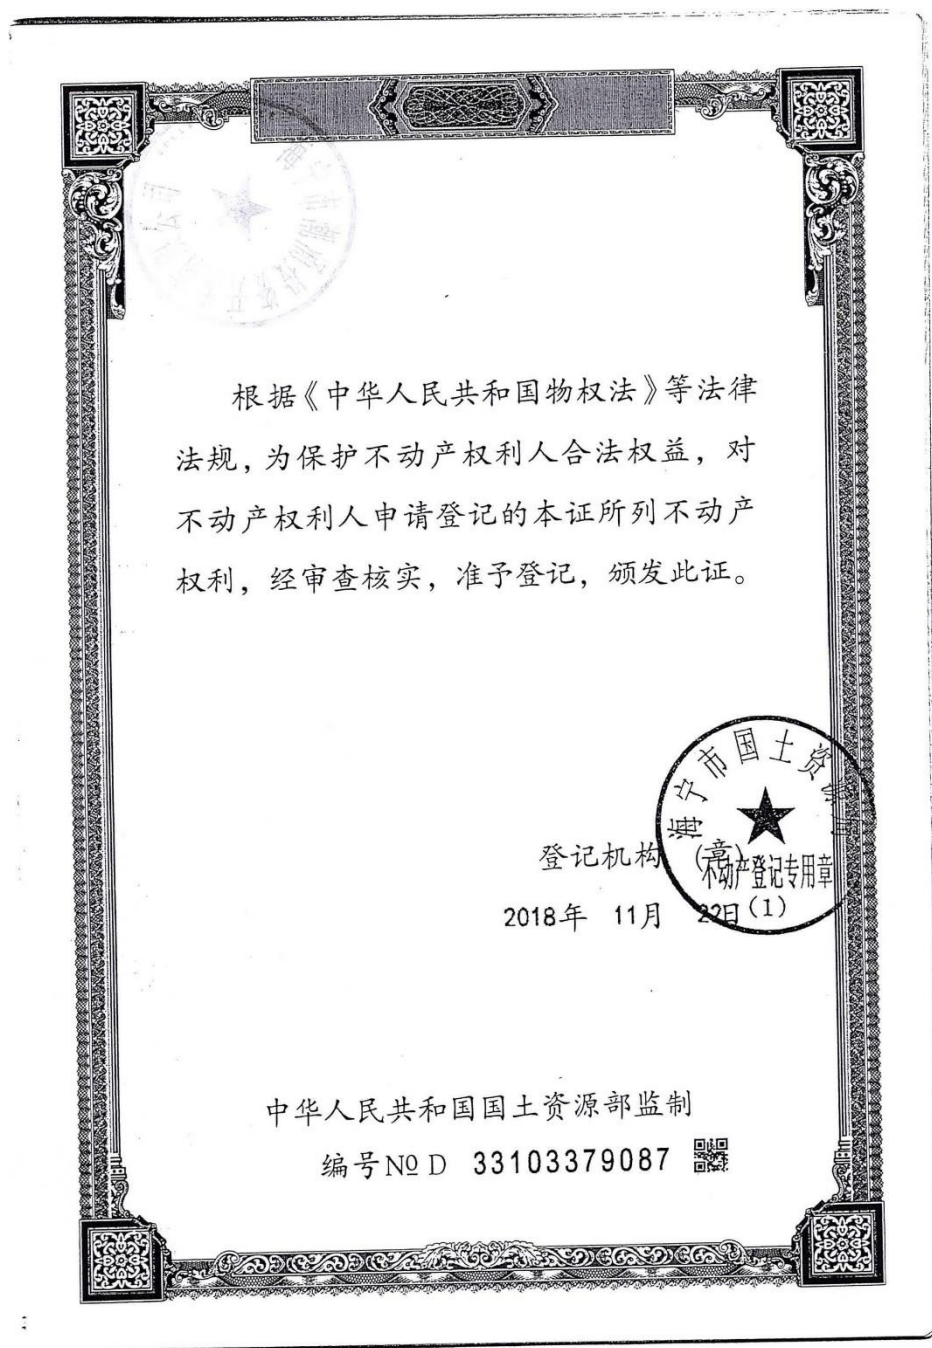 根据《中华人民共和国物权法》等法律
法规，为保护不动产权利人合法权益，对
不动产权利人申请登记的本证所列不动产
权利，经审查核实，准予登记，颁发此证。
海宁市国土资源局
登记机构（章）
不动产登记专用章
2018年 11月 22日
(1)
中华人民共和国国土资源部监制
编号№ D 33103379087